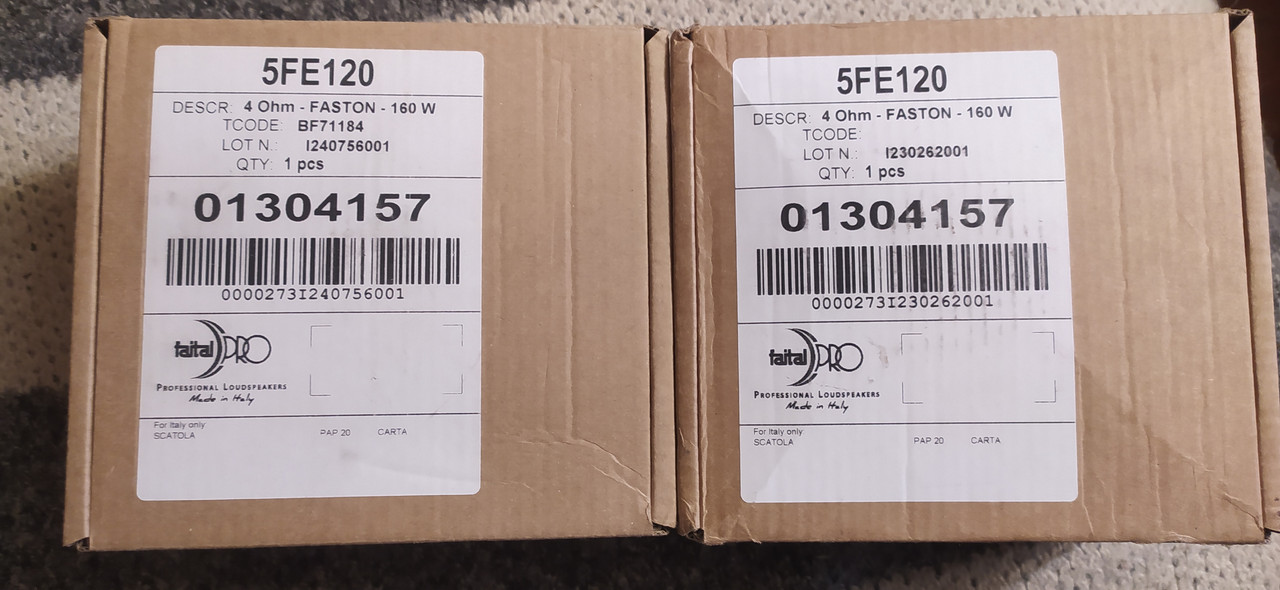 5FE120
DESCR: 4 Ohm - FASTON - 160 W
TCODE: BF71184
LOT N.: I240756001
QTY: 1 pcs
01304157
0000273I240756001
faital PRO
PROFESSIONAL LOUDSPEAKERS
Made in Italy
For Italy only
SCATOLA PAP 20 CARTA
5FE120
DESCR: 4 Ohm - FASTON - 160 W
TCODE:
LOT N.: I230262001
QTY: 1 pcs
01304157
0000273I230262001
faital PRO
PROFESSIONAL LOUDSPEAKERS
Made in Italy
For Italy only
SCATOLA PAP 20 CARTA